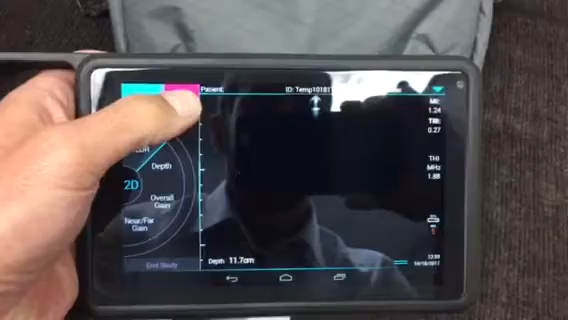 Patient: ID: Temp10181
MI:
1.24
TIB:
0.27
Depth
2D
Overall
Gain
Near/Far
Gain
THI
MHz
1.88
End Study
Depth 11.7cm